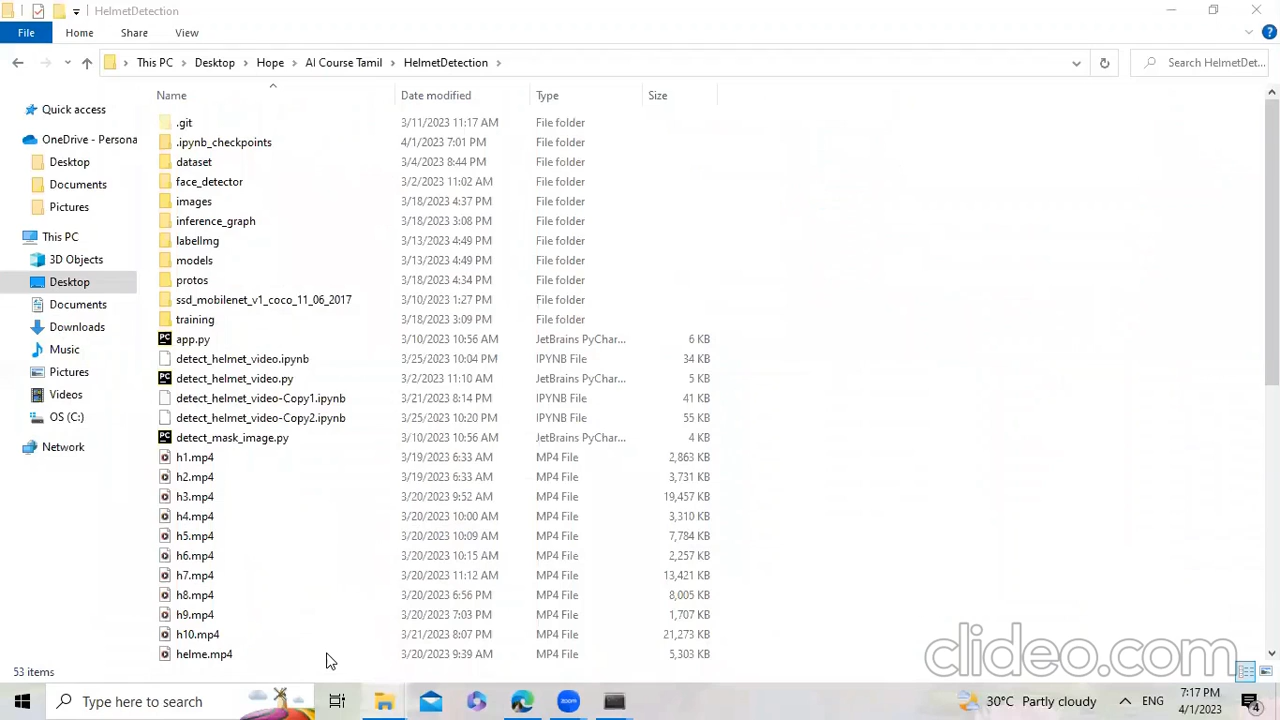 HelmetDetection
File Home Share View
This PC > Desktop > Hope > AI Course Tamil > HelmetDetection > Search HelmetDet...
Name Date modified Type Size
Quick access
OneDrive - Persona
Desktop
Documents
Pictures
This PC
3D Objects
Desktop
Documents
Downloads
Music
Pictures
Videos
OS (C:)
Network
.git 3/11/2023 11:17 AM File folder
.ipynb_checkpoints 4/1/2023 7:01 PM File folder
dataset 3/4/2023 8:44 PM File folder
face_detector 3/2/2023 11:02 AM File folder
images 3/18/2023 4:37 PM File folder
inference_graph 3/18/2023 3:08 PM File folder
labelImg 3/13/2023 4:49 PM File folder
models 3/13/2023 4:49 PM File folder
protos 3/18/2023 4:34 PM File folder
ssd_mobilenet_v1_coco_11_06_2017 3/10/2023 1:27 PM File folder
training 3/18/2023 3:09 PM File folder
app.py 3/10/2023 10:56 AM JetBrains PyChar... 6 KB
detect_helmet_video.ipynb 3/25/2023 10:04 PM IPYNB File 34 KB
detect_helmet_video.py 3/2/2023 11:10 AM JetBrains PyChar... 5 KB
detect_helmet_video-Copy1.ipynb 3/21/2023 8:14 PM IPYNB File 41 KB
detect_helmet_video-Copy2.ipynb 3/25/2023 10:20 PM IPYNB File 55 KB
detect_mask_image.py 3/10/2023 10:56 AM JetBrains PyChar... 4 KB
h1.mp4 3/19/2023 6:33 AM MP4 File 2,863 KB
h2.mp4 3/19/2023 6:33 AM MP4 File 3,731 KB
h3.mp4 3/20/2023 9:52 AM MP4 File 19,457 KB
h4.mp4 3/20/2023 10:00 AM MP4 File 3,310 KB
h5.mp4 3/20/2023 10:09 AM MP4 File 7,784 KB
h6.mp4 3/20/2023 10:15 AM MP4 File 2,257 KB
h7.mp4 3/20/2023 11:12 AM MP4 File 13,421 KB
h8.mp4 3/20/2023 6:56 PM MP4 File 8,005 KB
h9.mp4 3/20/2023 7:03 PM MP4 File 1,707 KB
h10.mp4 3/21/2023 8:07 PM MP4 File 21,273 KB
helme.mp4 3/20/2023 9:39 AM MP4 File 5,303 KB
clideo.com
53 items
Type here to search zoom 30°C Partly cloudy ENG 7:17 PM
4/1/2023 4